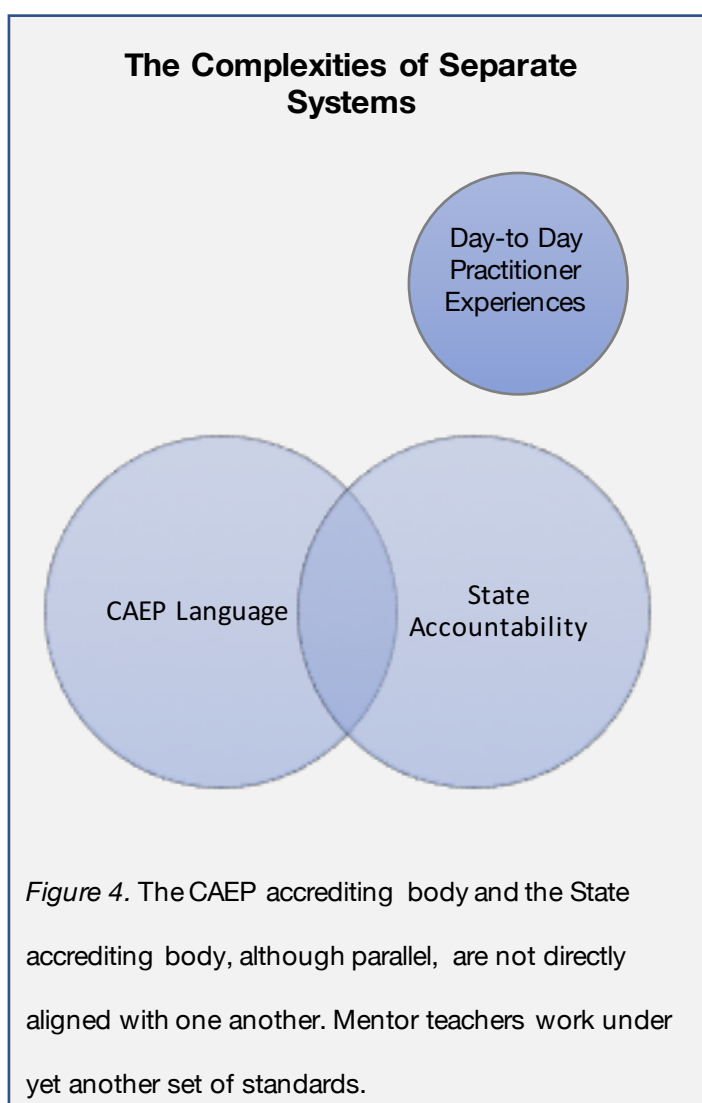 The Complexities of Separate
Systems
Day-to Day
Practitioner
Experiences
CAEP Language
State
Accountability
Figure 4. The CAEP accrediting body and the State
accrediting body, although parallel, are not directly
aligned with one another. Mentor teachers work under
yet another set of standards.